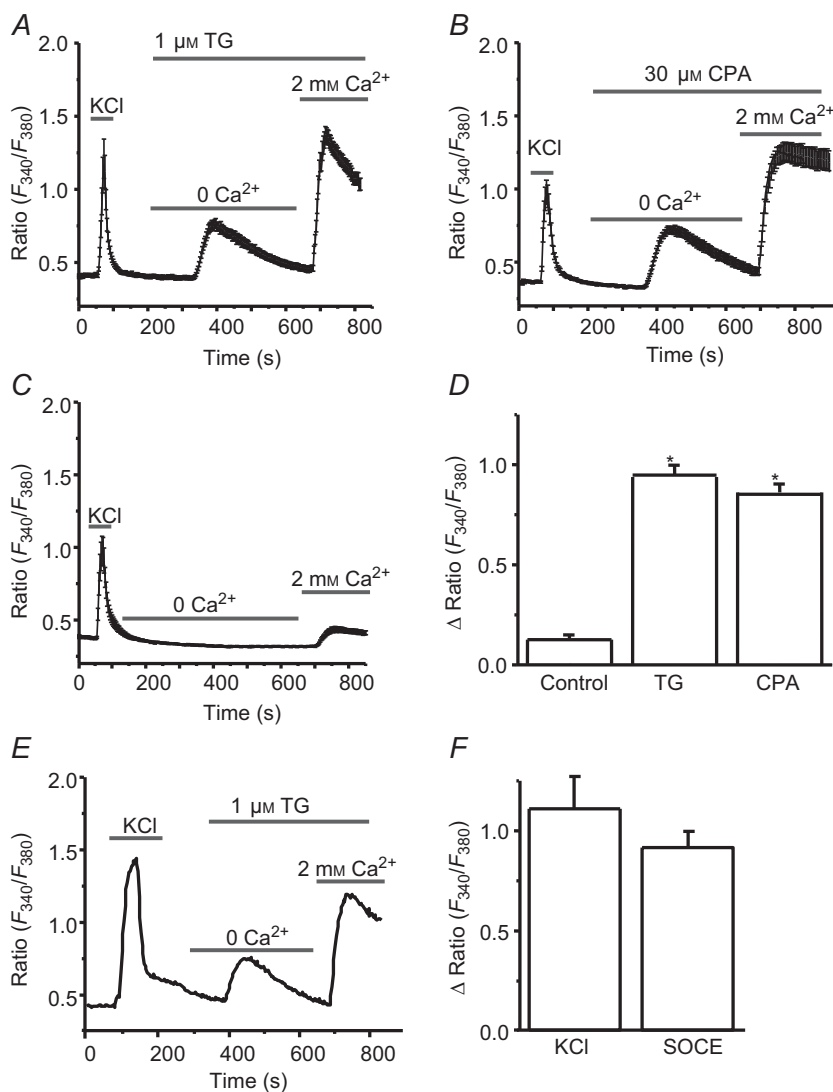 A
2.0
1.5
1.0
0.5
Ratio (F340/F380)
1 µM TG
KCl
0 Ca2+
2 mM Ca2+
0 200 400 600 800
Time (s)
B
2.0
1.5
1.0
0.5
Ratio (F340/F380)
30 µM CPA
KCl
0 Ca2+
2 mM Ca2+
0 200 400 600 800
Time (s)
C
2.0
1.5
1.0
0.5
Ratio (F340/F380)
KCl
0 Ca2+
2 mM Ca2+
0 200 400 600 800
Time (s)
D
1.0
0.5
0.0
Δ Ratio (F340/F380)
* *
Control TG CPA
E
2.0
1.5
1.0
0.5
Ratio (F340/F380)
1 µM TG
KCl
0 Ca2+
2 mM Ca2+
0 200 400 600 800
Time (s)
F
1.0
0.5
0.0
Δ Ratio (F340/F380)
KCl SOCE